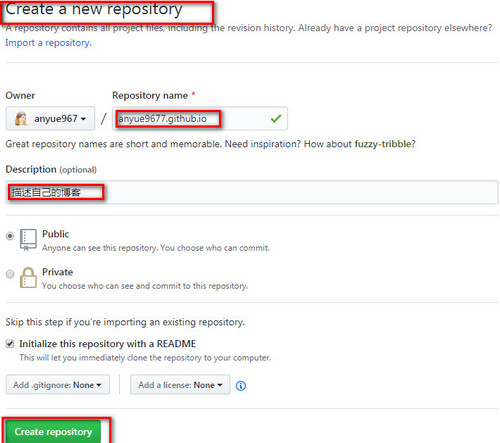 Create a new repository
A repository contains all project files, including the revision history. Already have a project repository elsewhere?
Import a repository.
Owner
Repository name *
anyue967 / anyue9677.github.io
Great repository names are short and memorable. Need inspiration? How about fuzzy-tribble?
Description (optional)
描述自己的博客
Public
Anyone can see this repository. You choose who can commit.
Private
You choose who can see and commit to this repository.
Skip this step if you're importing an existing repository.
Initialize this repository with a README
This will let you immediately clone the repository to your computer.
Add .gitignore: None
Add a license: None
Create repository